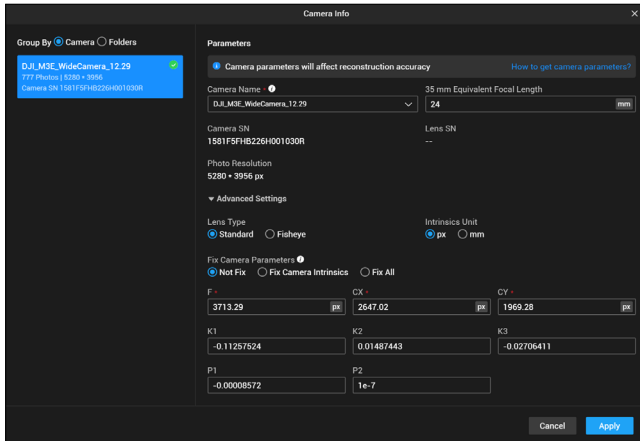 Camera Info
Group By Camera Folders
DJI_M3E_WideCamera_12.29
777 Photos | 5280 * 3956
Camera SN 1581F5FHB226H001030R
Parameters
Camera parameters will affect reconstruction accuracy How to get camera parameters?
Camera Name * 35 mm Equivalent Focal Length
DJI_M3E_WideCamera_12.29 24 mm
Camera SN Lens SN
1581F5FHB226H001030R --
Photo Resolution
5280 * 3956 px
Advanced Settings
Lens Type Intrinsics Unit
Standard Fisheye px mm
Fix Camera Parameters
Not Fix Fix Camera Intrinsics Fix All
F * CX * CY *
3713.29 px 2647.02 px 1969.28 px
K1 K2 K3
-0.11257524 0.01487443 -0.02706411
P1 P2
-0.00008572 1e-7
Cancel Apply